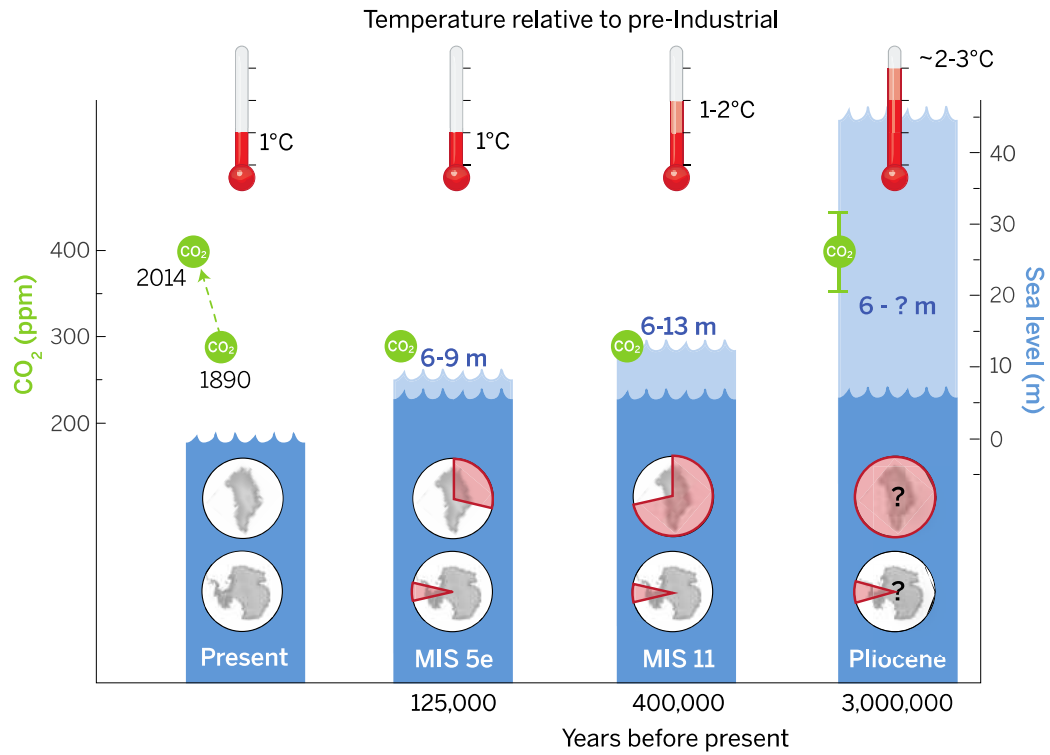 Temperature relative to pre-Industrial
1°C
1°C
1-2°C
~2-3°C
CO₂ (ppm)
400
300
200
CO₂
2014
CO₂
1890
CO₂
6-9 m
CO₂
6-13 m
CO₂
6 - ? m
40
30
20
10
0
Sea level (m)
?
?
Present
MIS 5e
MIS 11
Pliocene
125,000
400,000
3,000,000
Years before present